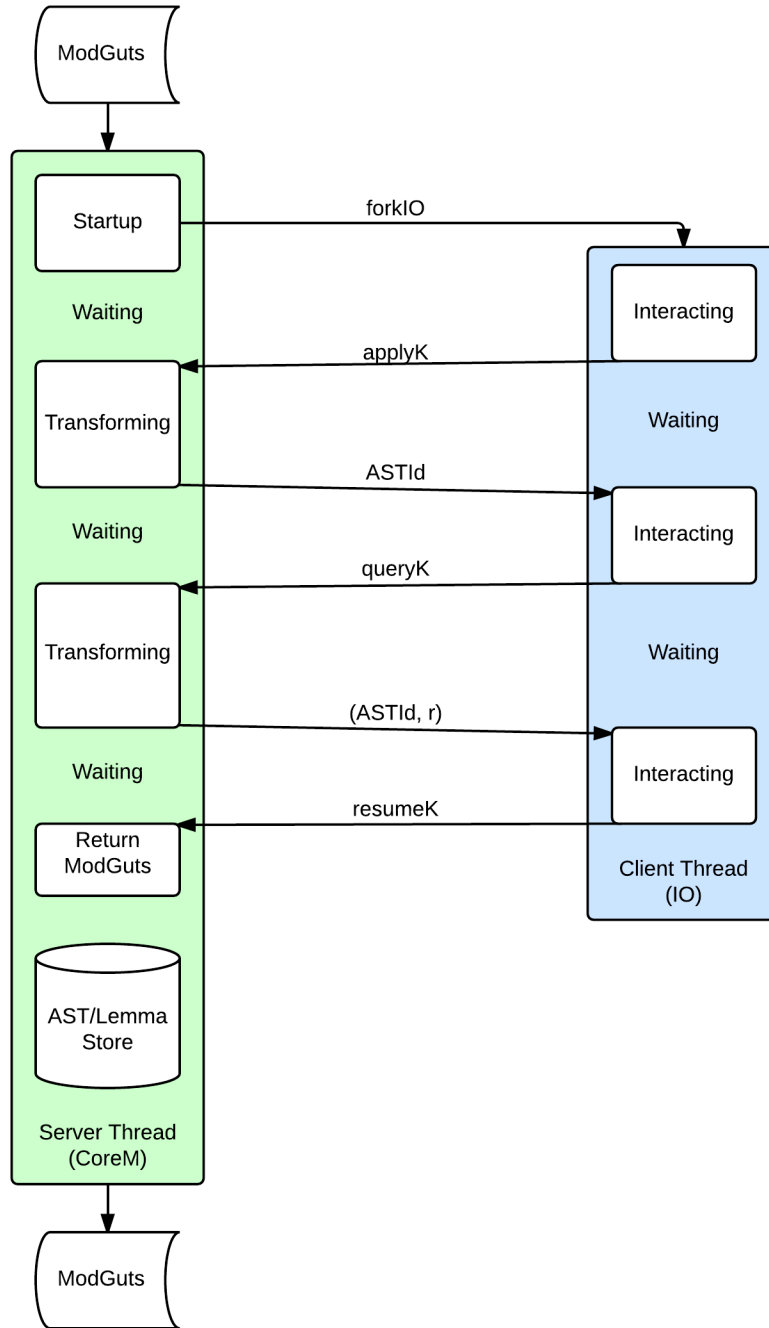 ModGuts
Startup
forkIO
Interacting
Waiting
applyK
Transforming
Waiting
ASTId
Waiting
Interacting
queryK
Transforming
Waiting
(ASTId, r)
Waiting
Interacting
resumeK
Return
ModGuts
Client Thread
(IO)
AST/Lemma
Store
Server Thread
(CoreM)
ModGuts